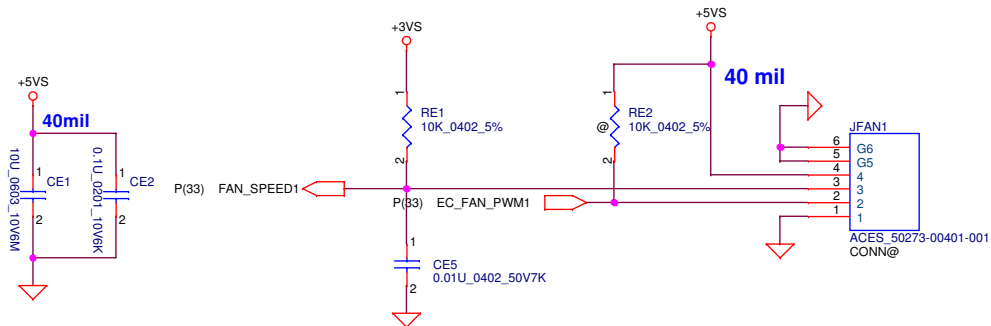 +5VS
40mil
10U_0603_10V6M
1
CE1
2
0.1U_0201_10V6K
1
CE2
2
+3VS
1
RE1
10K_0402_5%
2
P(33) FAN_SPEED1
P(33) EC_FAN_PWM1
1
CE5
0.01U_0402_50V7K
2
+5VS
40 mil
1
RE2
@ 10K_0402_5%
2
JFAN1
6 G6
5 G5
4 4
3 3
2 2
1 1
ACES_50273-00401-001
CONN@